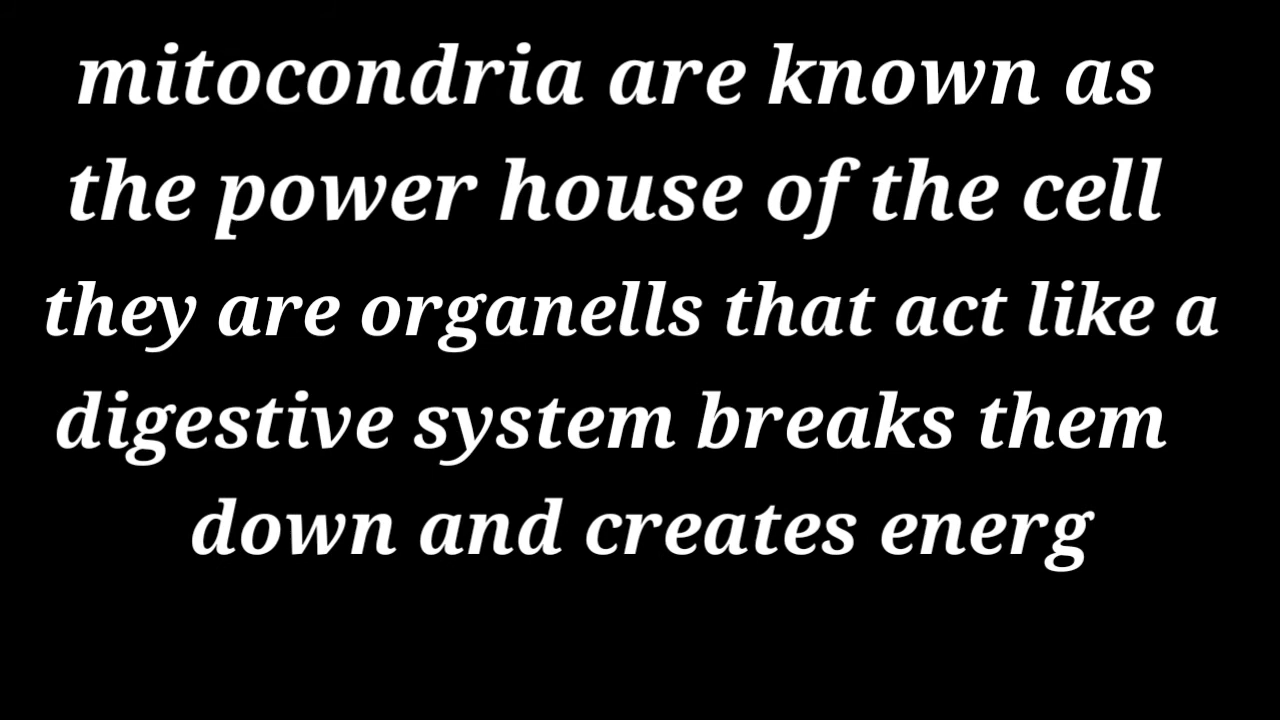 mitocondria are known as
the power house of the cell
they are organells that act like a
digestive system breaks them
down and creates energ